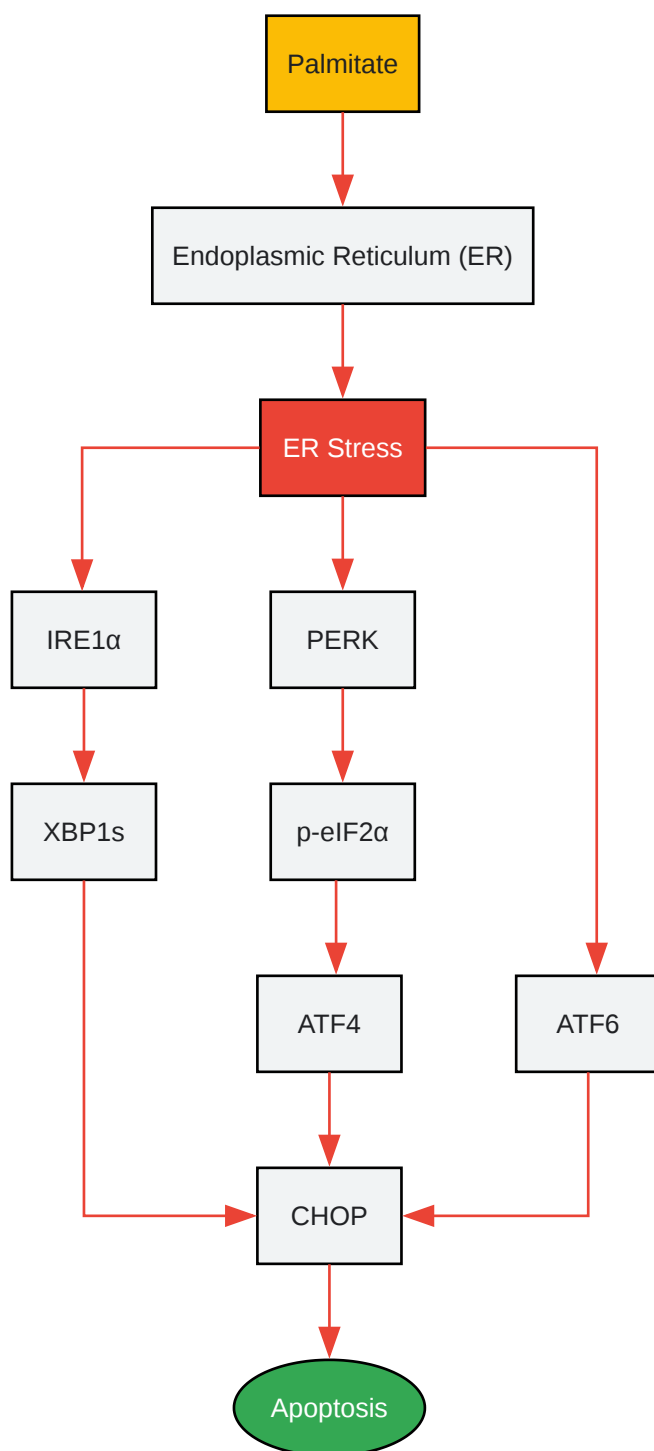 Palmitate
Endoplasmic Reticulum (ER)
ER Stress
IRE1α
PERK
XBP1s
p-eIF2α
ATF4
ATF6
CHOP
Apoptosis